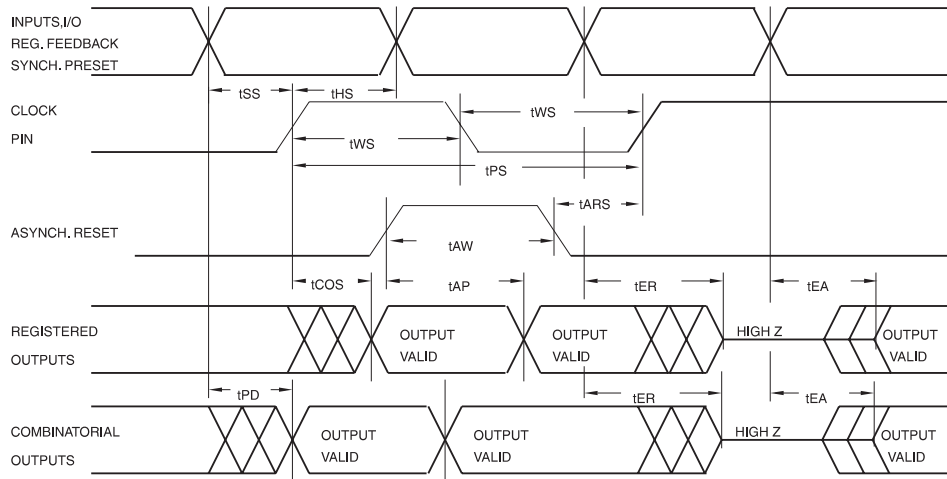 INPUTS,I/O
REG. FEEDBACK
SYNCH. PRESET
tSS
tHS
CLOCK
PIN
tWS
tWS
tPS
tARS
ASYNCH. RESET
tAW
tCOS
tAP
tER
tEA
REGISTERED
OUTPUTS
OUTPUT
VALID
OUTPUT
VALID
HIGH Z
OUTPUT
VALID
tPD
tER
tEA
COMBINATORIAL
OUTPUTS
OUTPUT
VALID
OUTPUT
VALID
HIGH Z
OUTPUT
VALID